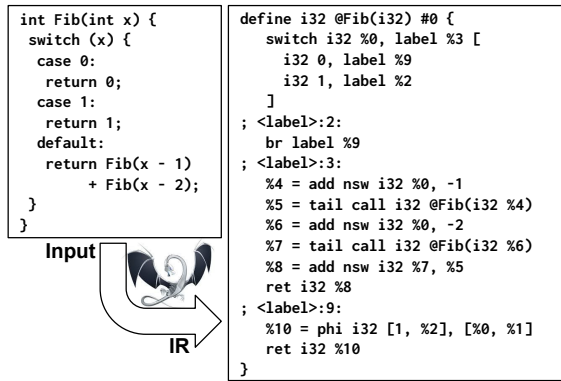 int Fib(int x) {
switch (x) {
case 0:
return 0;
case 1:
return 1;
default:
return Fib(x - 1)
+ Fib(x - 2);
}
}
Input
IR
define i32 @Fib(i32) #0 {
switch i32 %0, label %3 [
i32 0, label %9
i32 1, label %2
]
; <label>:2:
br label %9
; <label>:3:
%4 = add nsw i32 %0, -1
%5 = tail call i32 @Fib(i32 %4)
%6 = add nsw i32 %0, -2
%7 = tail call i32 @Fib(i32 %6)
%8 = add nsw i32 %7, %5
ret i32 %8
; <label>:9:
%10 = phi i32 [1, %2], [%0, %1]
ret i32 %10
}